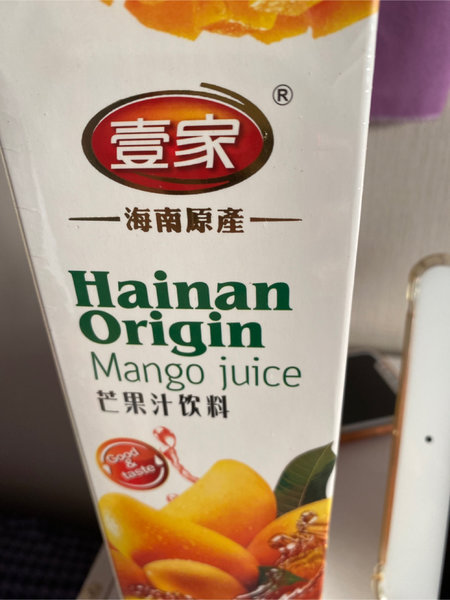 ®
壹家
海南原產
Hainan
Origin
Mango juice
芒果汁饮料
Good
&
taste